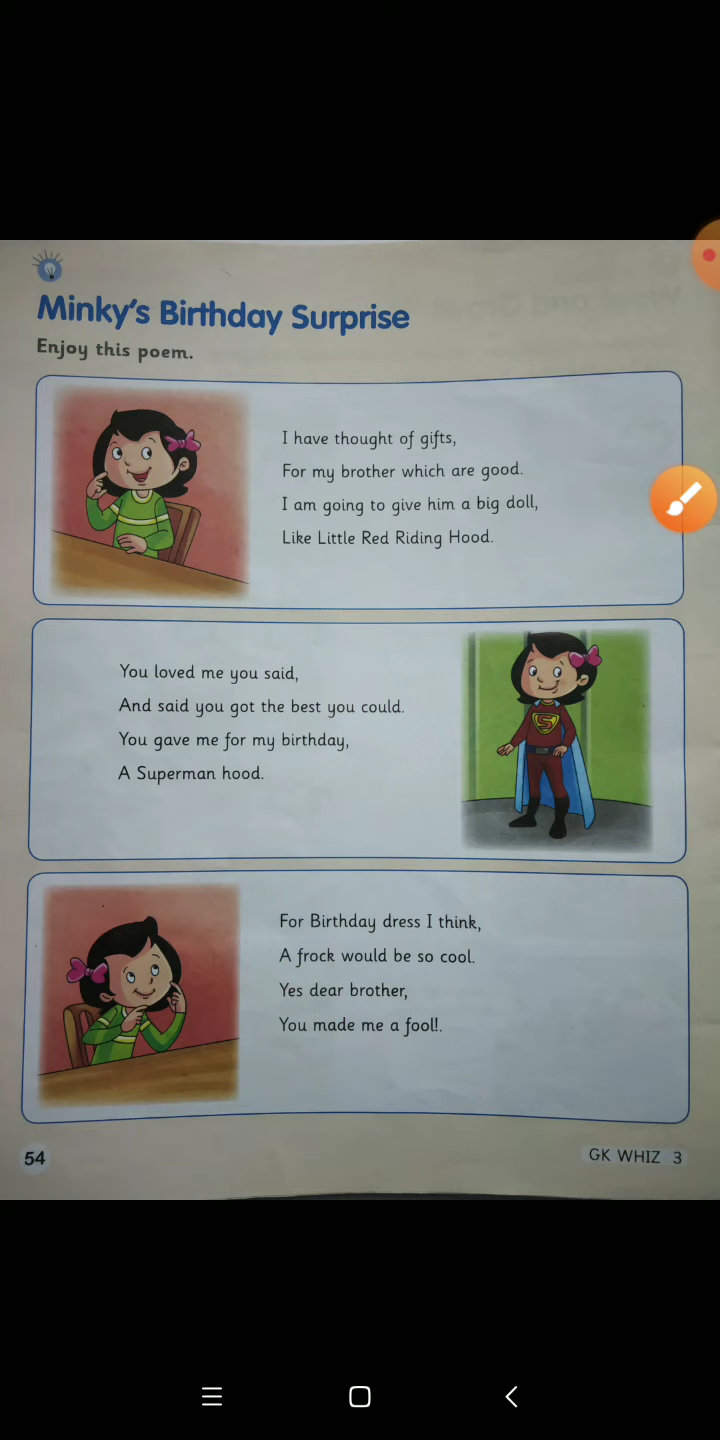 Minky's Birthday Surprise
Enjoy this poem.
I have thought of gifts,
For my brother which are good.
I am going to give him a big doll,
Like Little Red Riding Hood.
You loved me you said,
And said you got the best you could.
You gave me for my birthday,
A Superman hood.
S
For Birthday dress I think,
A frock would be so cool.
Yes dear brother,
You made me a fool!.
54
GK WHIZ 3